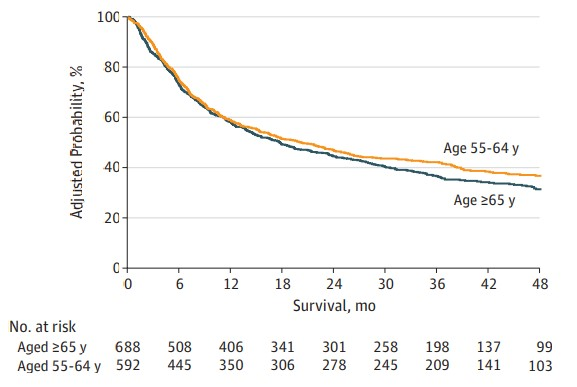 100
80
60
40
20
0
Adjusted Probability, %
Age 55-64 y
Age ≥65 y
0 6 12 18 24 30 36 42 48
Survival, mo
No. at risk
Aged ≥65 y 688 508 406 341 301 258 198 137 99
Aged 55-64 y 592 445 350 306 278 245 209 141 103